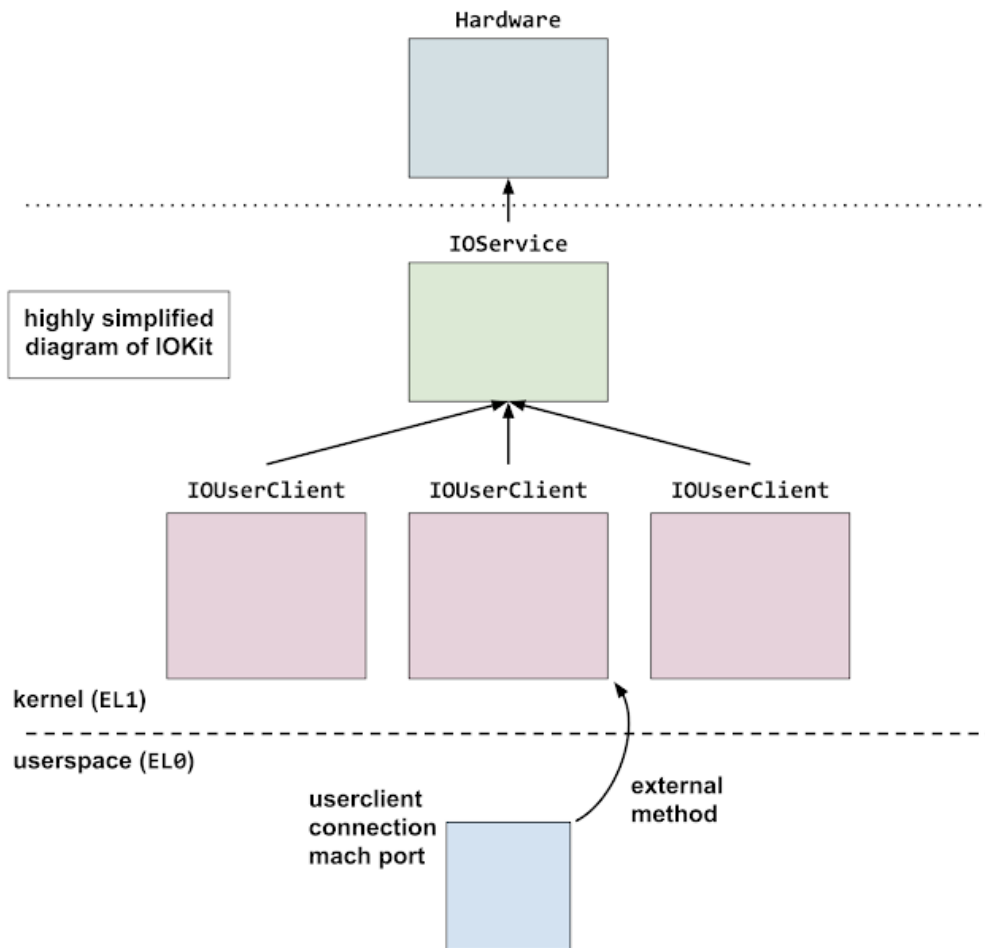 Hardware
IOService
highly simplified
diagram of IOKit
IOUserClient
IOUserClient
IOUserClient
kernel (EL1)
userspace (EL0)
userclient
connection
mach port
external
method